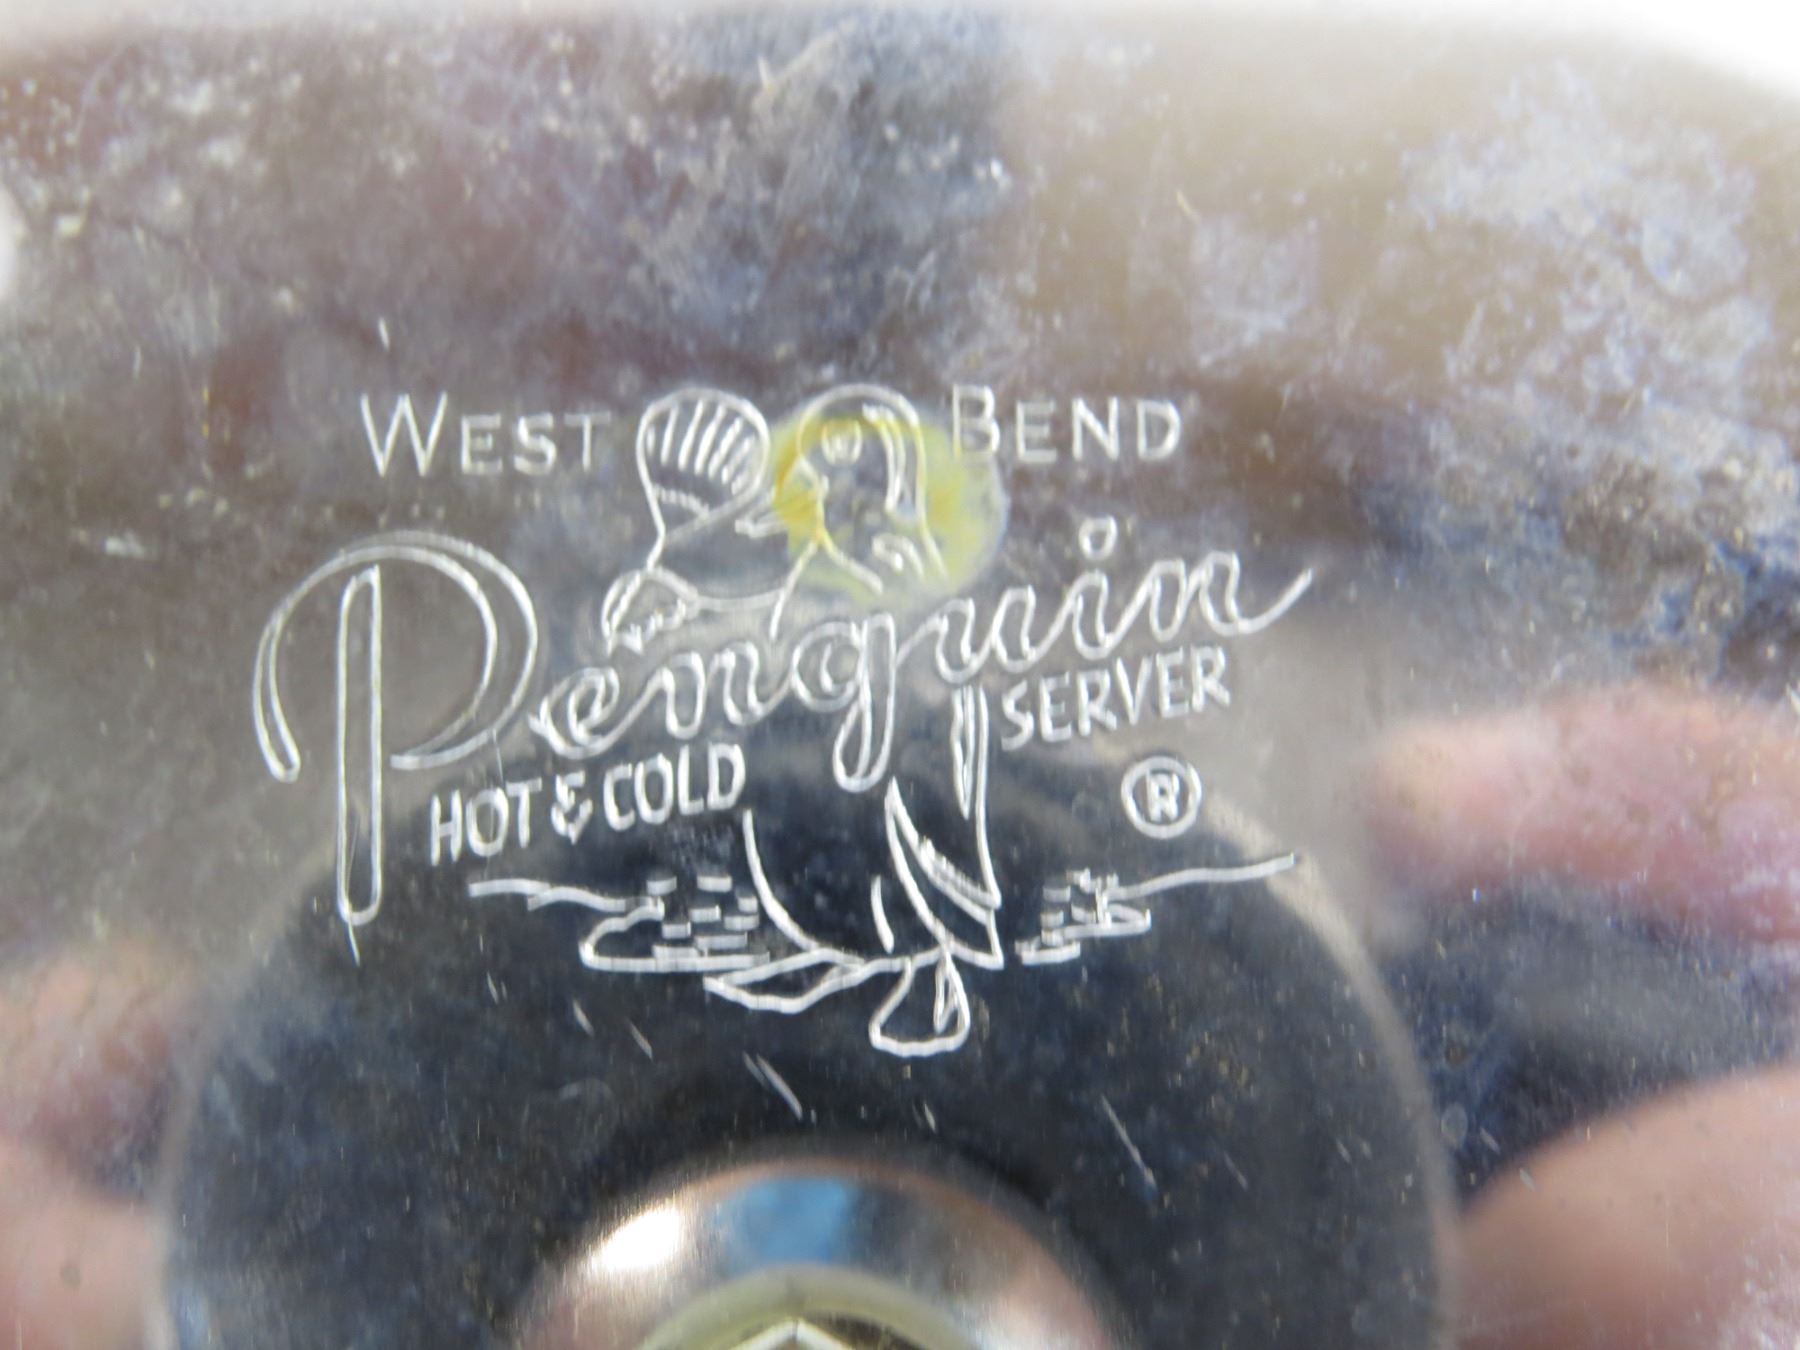 WEST BEND
Penguin
HOT & COLD SERVER
®